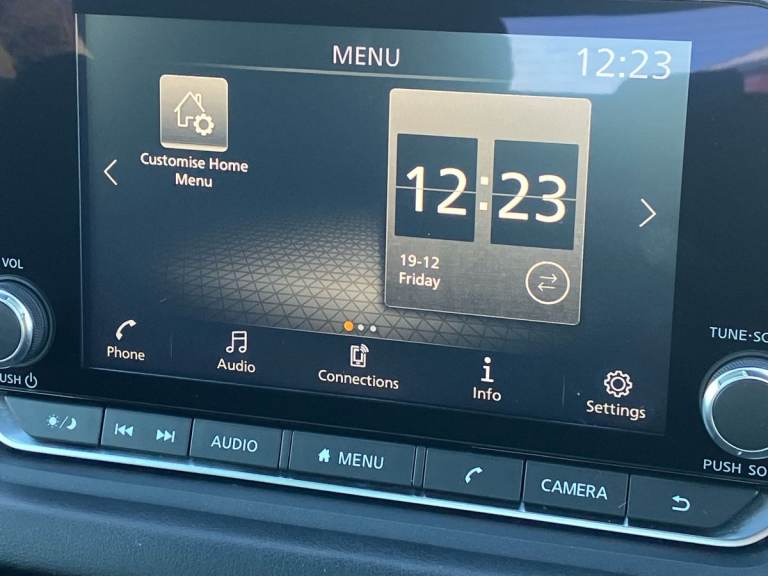 MENU
12:23
Customise Home
Menu
12:23
19-12
Friday
VOL
Phone
Audio
Connections
Info
Settings
TUNE·SC
PUSH
AUDIO
MENU
CAMERA
PUSH SO